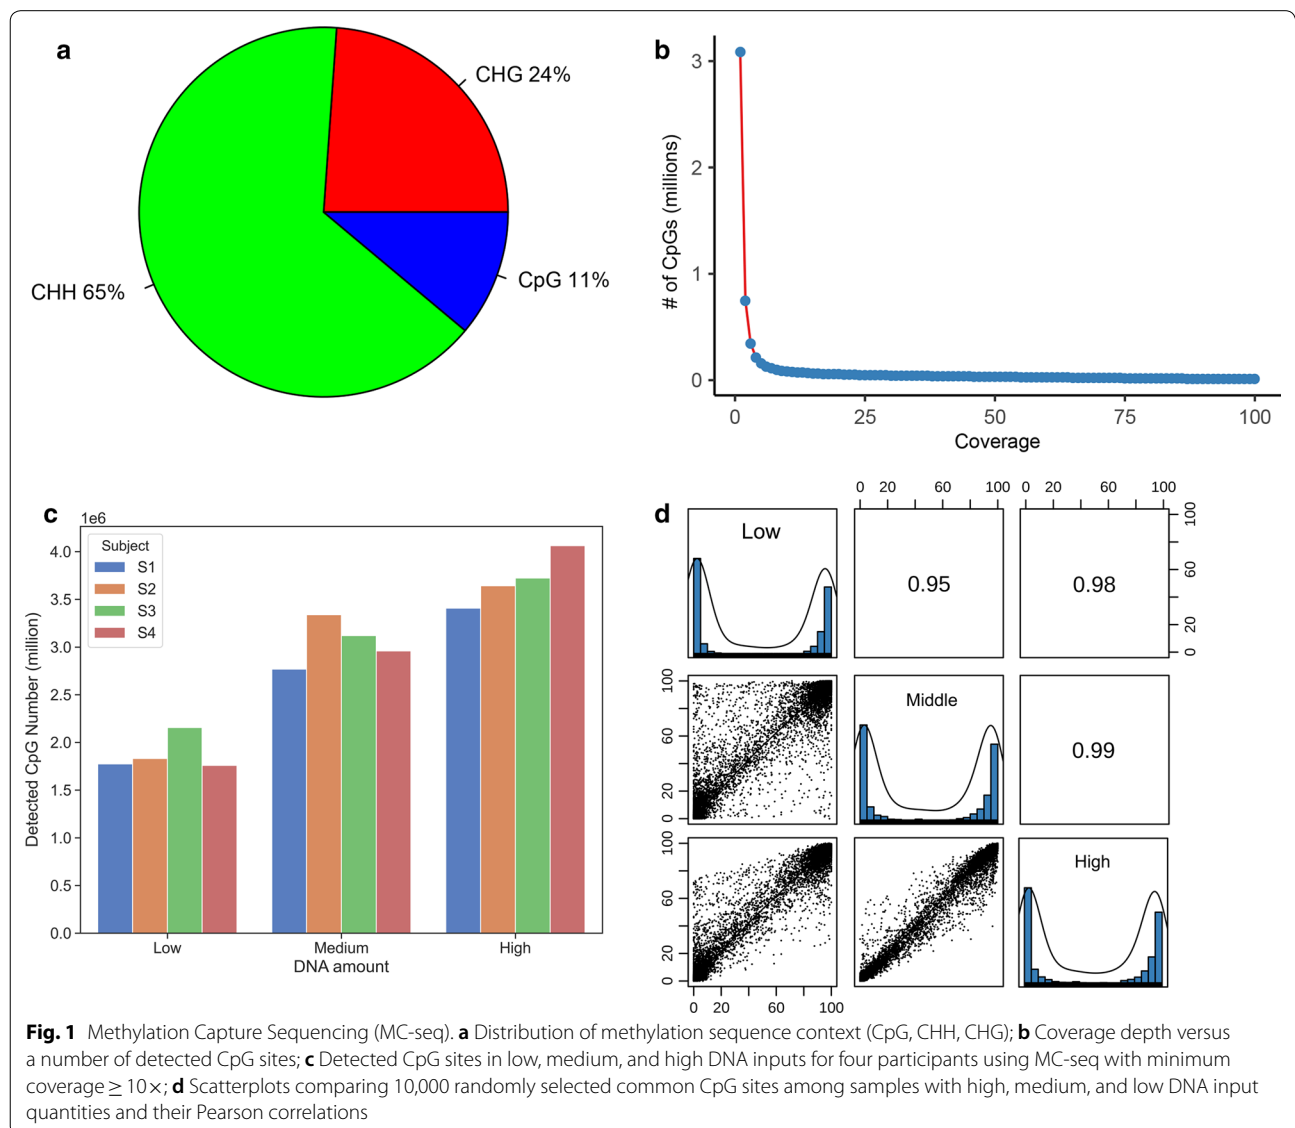 a
CHG 24%
CpG 11%
CHH 65%
b
# of CpGs (millions)
3
2
1
0
0 25 50 75 100
Coverage
c
1e6
Detected CpG Number (million)
4.0
3.5
3.0
2.5
2.0
1.5
1.0
0.5
0.0
Subject
S1
S2
S3
S4
Low Medium High
DNA amount
d
0 20 60 100 0 20 60 100
Low
0.95
0.98
100
60
20
0
100
60
20
0
Middle
0.99
100
60
20
0
High
0 20 60 100
Fig. 1 Methylation Capture Sequencing (MC-seq). a Distribution of methylation sequence context (CpG, CHH, CHG); b Coverage depth versus
a number of detected CpG sites; c Detected CpG sites in low, medium, and high DNA inputs for four participants using MC-seq with minimum
coverage ≥ 10×; d Scatterplots comparing 10,000 randomly selected common CpG sites among samples with high, medium, and low DNA input
quantities and their Pearson correlations